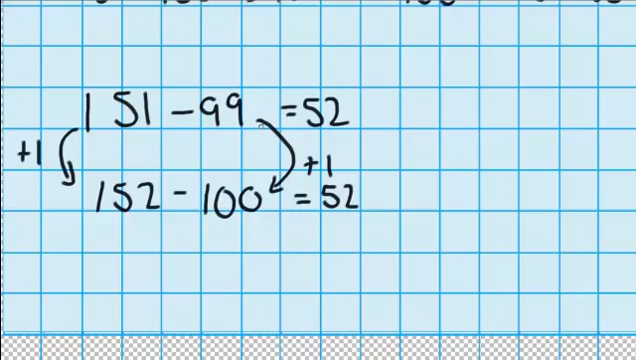 151 - 99 = 52
+1
+1
152 - 100 = 52